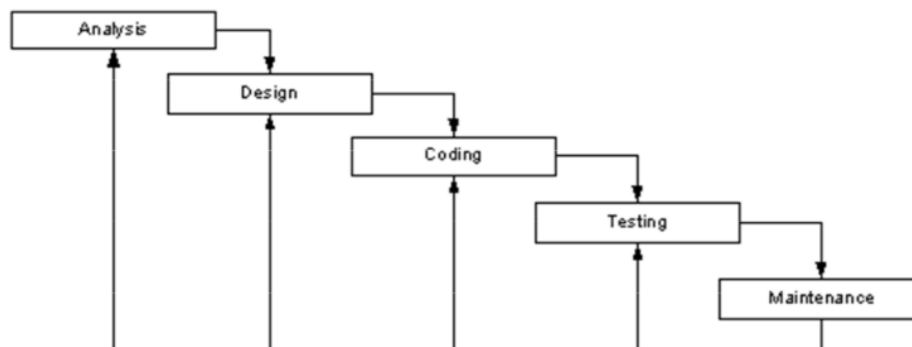 Analysis
Design
Coding
Testing
Maintenance